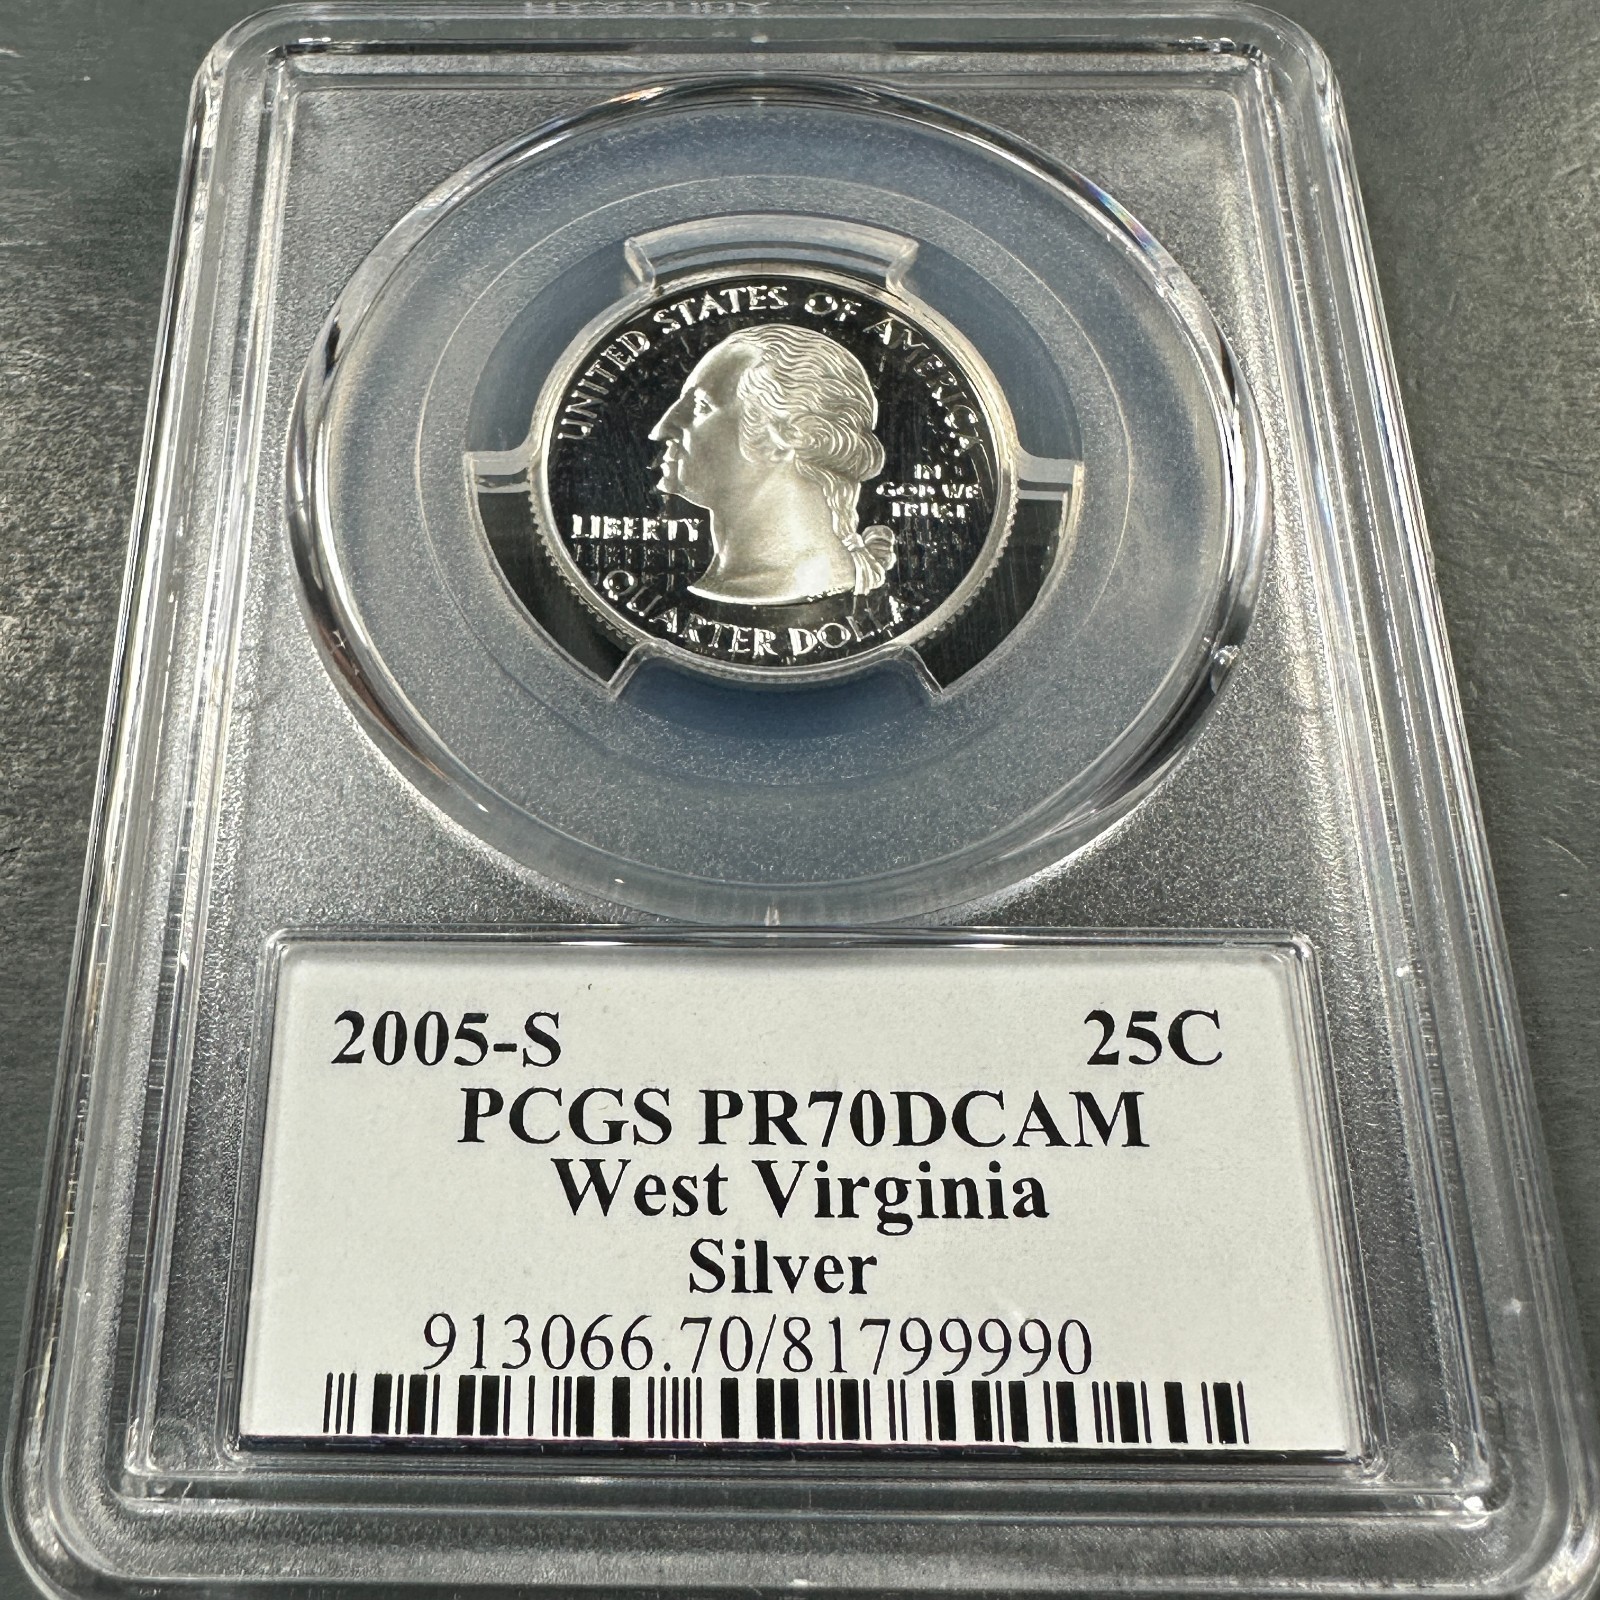 UNITED STATES OF AMERICA
LIBERTY
IN
GOD WE
TRUST
QUARTER DOLLAR
2005-S 25C
PCGS PR70DCAM
West Virginia
Silver
913066.70/81799990